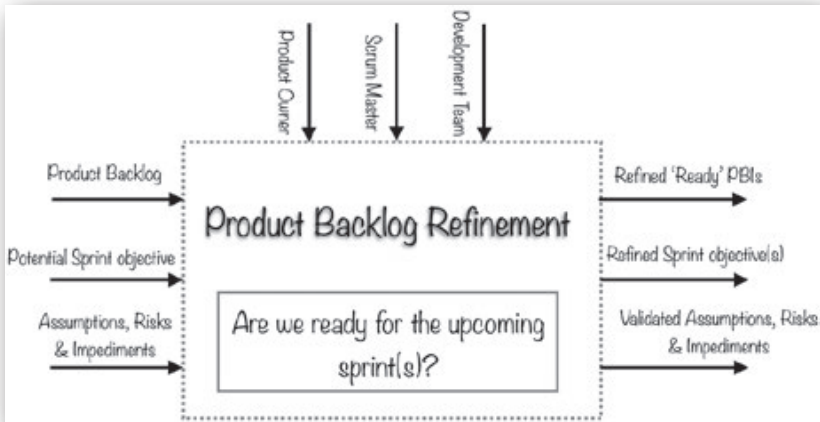 Product Owner
Scrum Master
Development Team
Product Backlog
Potential Sprint objective
Assumptions, Risks
& Impediments
Product Backlog Refinement
Are we ready for the upcoming
sprint(s)?
Refined 'Ready' PBIs
Refined Sprint objective(s)
Validated Assumptions, Risks
& Impediments